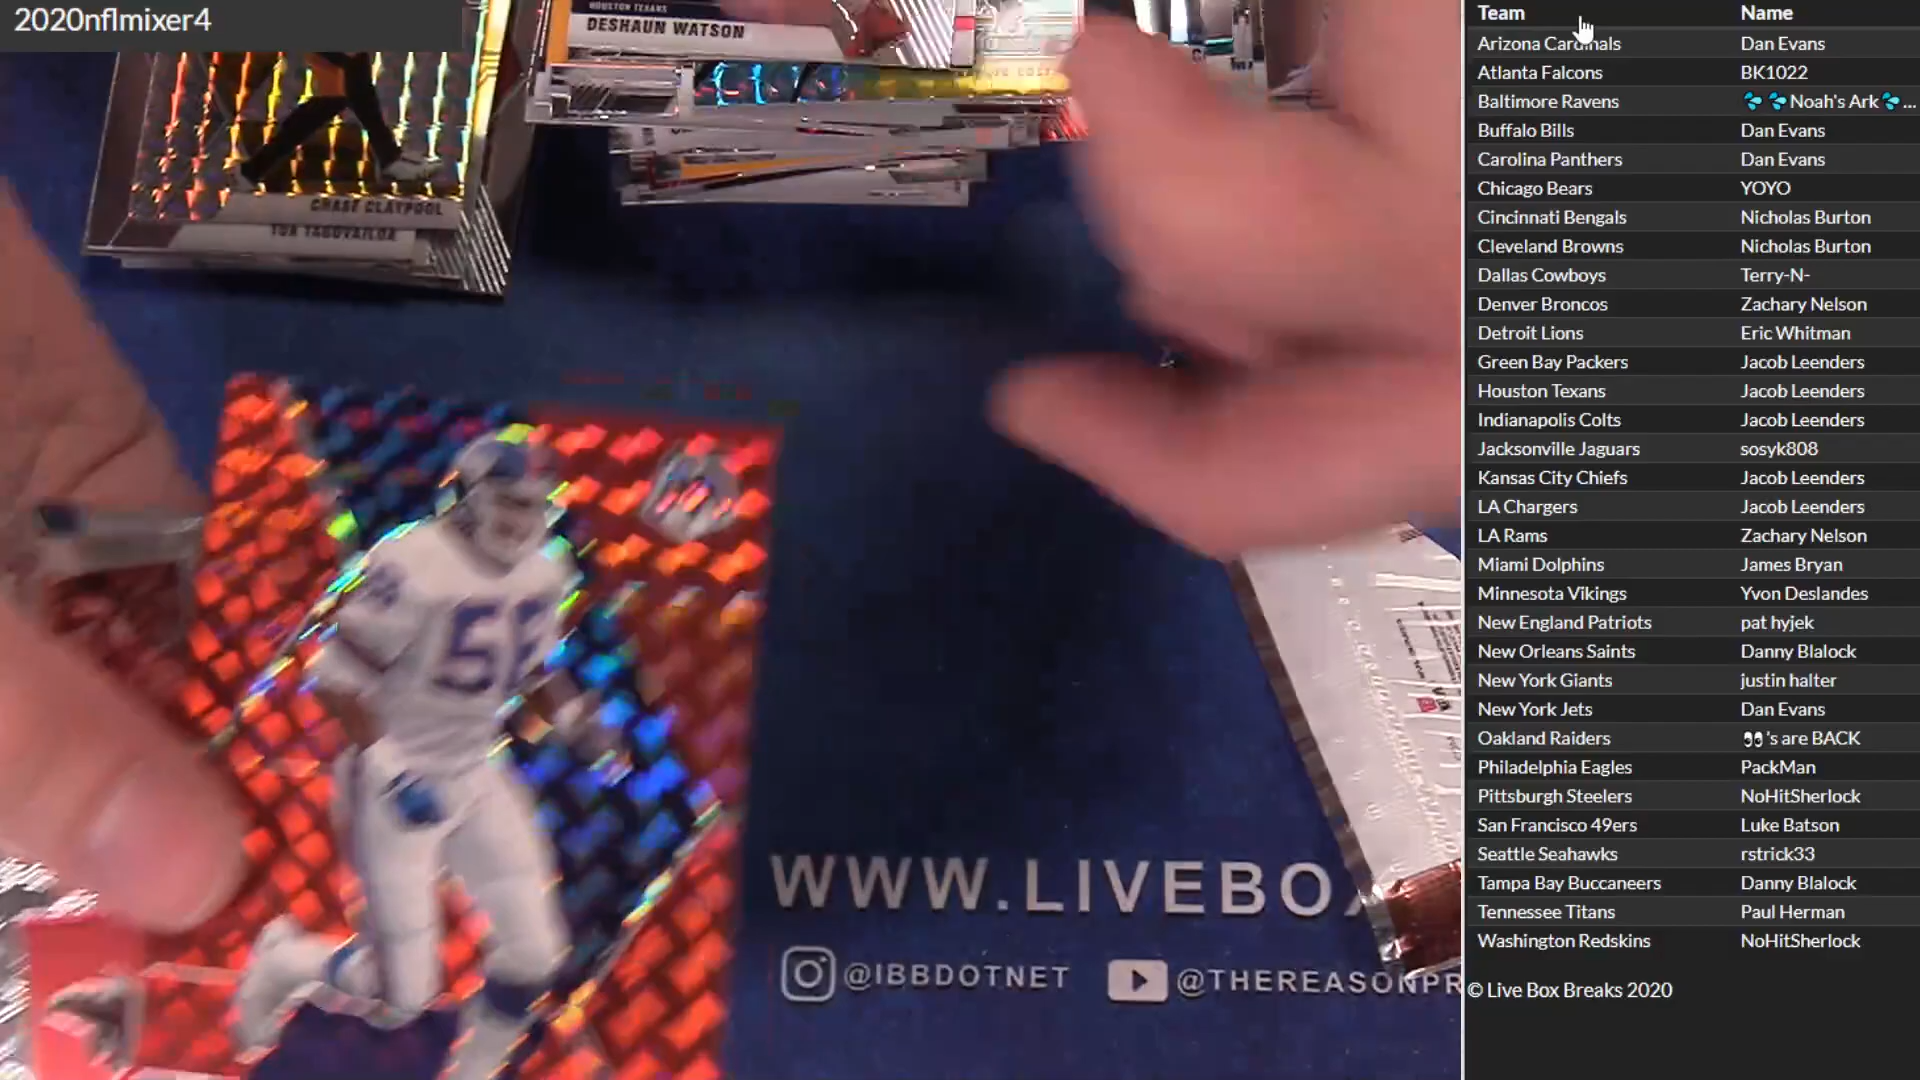 2020nflmixer4
HOUSTON TEXANS
DESHAUN WATSON
CHASE CLAYPOOL
TUA TAGOVAILOA
56
WWW.LIVEBO
@IBBDOTNET
@THEREASONPR
Team Name
Arizona Cardinals Dan Evans
Atlanta Falcons BK1022
Baltimore Ravens 💦💦Noah's Ark💦...
Buffalo Bills Dan Evans
Carolina Panthers Dan Evans
Chicago Bears YOYO
Cincinnati Bengals Nicholas Burton
Cleveland Browns Nicholas Burton
Dallas Cowboys Terry-N-
Denver Broncos Zachary Nelson
Detroit Lions Eric Whitman
Green Bay Packers Jacob Leenders
Houston Texans Jacob Leenders
Indianapolis Colts Jacob Leenders
Jacksonville Jaguars sosyk808
Kansas City Chiefs Jacob Leenders
LA Chargers Jacob Leenders
LA Rams Zachary Nelson
Miami Dolphins James Bryan
Minnesota Vikings Yvon Deslandes
New England Patriots pat hyjek
New Orleans Saints Danny Blalock
New York Giants justin halter
New York Jets Dan Evans
Oakland Raiders 👀's are BACK
Philadelphia Eagles PackMan
Pittsburgh Steelers NoHitSherlock
San Francisco 49ers Luke Batson
Seattle Seahawks rstrick33
Tampa Bay Buccaneers Danny Blalock
Tennessee Titans Paul Herman
Washington Redskins NoHitSherlock
© Live Box Breaks 2020